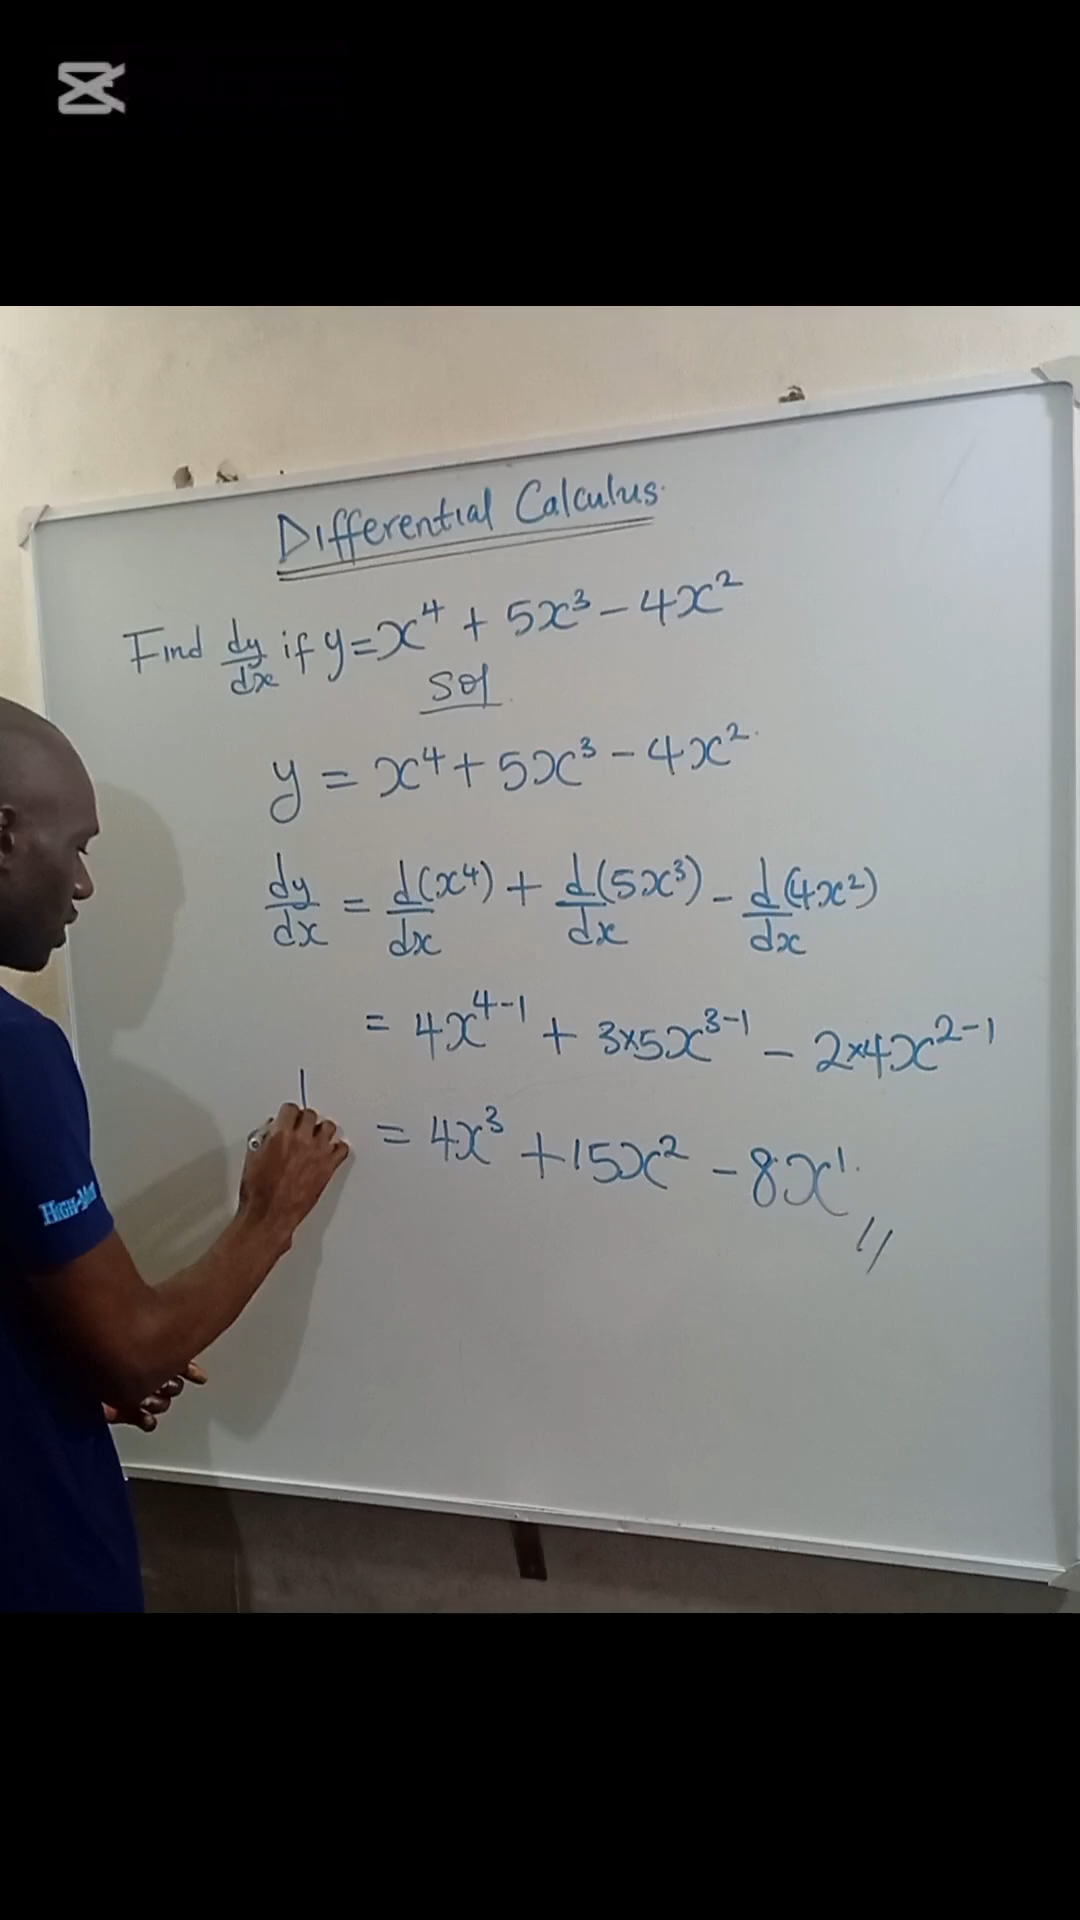 Differential Calculus.
Find dy/dx if y=x⁴ + 5x³ - 4x²
Sol
y = x⁴ + 5x³ - 4x².
dy/dx = d/dx(x⁴) + d/dx(5x³) - d/dx(4x²)
= 4x⁴⁻¹ + 3×5x³⁻¹ - 2×4x²⁻¹
= 4x³ + 15x² - 8x¹. //